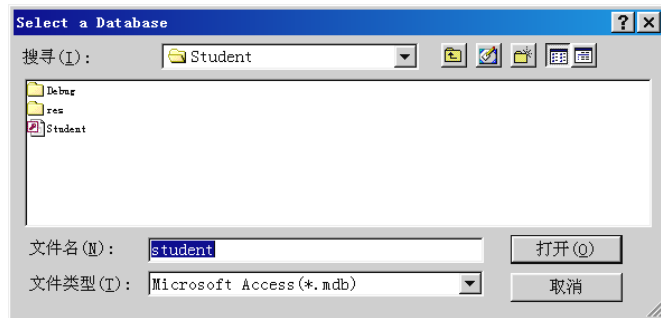 Select a Database
搜寻(I): Student
Debug
res
Student
文件名(N): student 打开(O)
文件类型(T): Microsoft Access(*.mdb) 取消